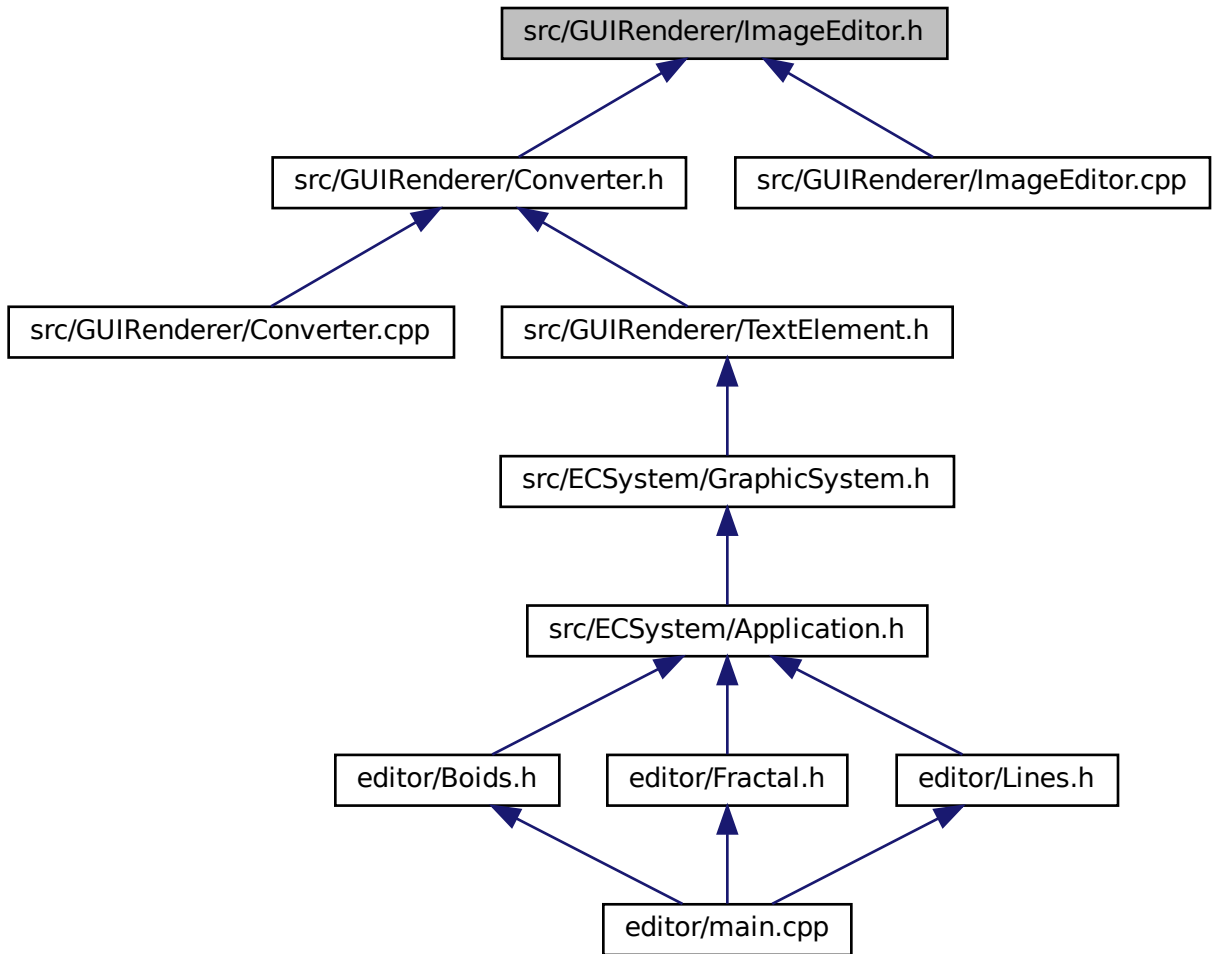 src/GUIRenderer/ImageEditor.h
src/GUIRenderer/Converter.h
src/GUIRenderer/ImageEditor.cpp
src/GUIRenderer/Converter.cpp
src/GUIRenderer/TextElement.h
src/ECSystem/GraphicSystem.h
src/ECSystem/Application.h
editor/Boids.h
editor/Fractal.h
editor/Lines.h
editor/main.cpp